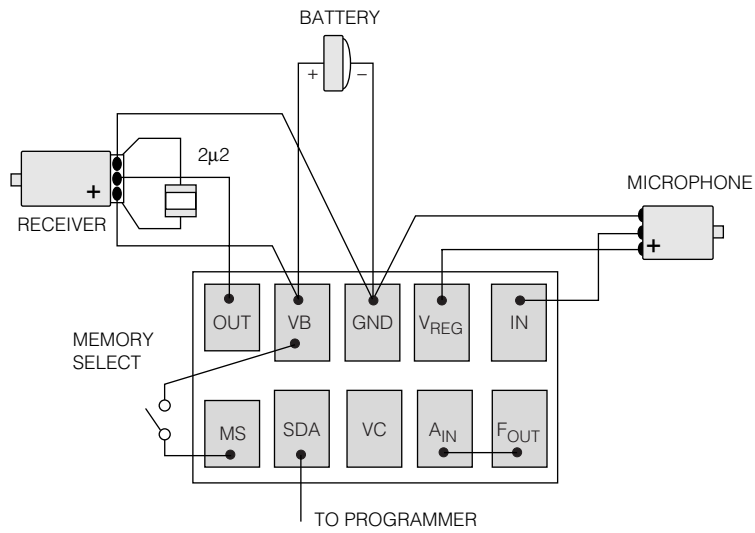 BATTERY
+ −
2μ2
+
RECEIVER
MICROPHONE
+
OUT VB GND VREG IN
MEMORY
SELECT
MS SDA VC AIN FOUT
TO PROGRAMMER